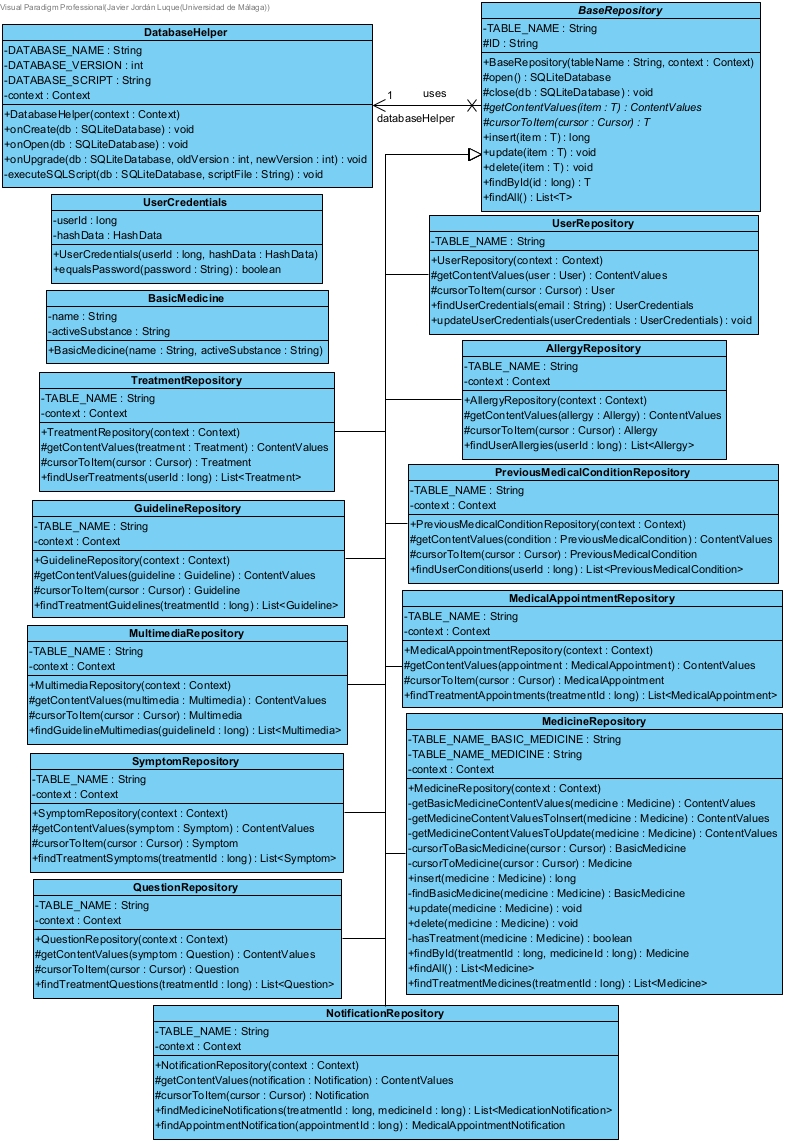 Visual Paradigm Professional(Javier Jordán Luque(Universidad de Málaga))
DatabaseHelper
-DATABASE_NAME : String
-DATABASE_VERSION : int
-DATABASE_SCRIPT : String
-context : Context
+DatabaseHelper(context : Context)
+onCreate(db : SQLiteDatabase) : void
+onOpen(db : SQLiteDatabase) : void
+onUpgrade(db : SQLiteDatabase, oldVersion : int, newVersion : int) : void
-executeSQLScript(db : SQLiteDatabase, scriptFile : String) : void
1
uses
databaseHelper
BaseRepository
-TABLE_NAME : String
#ID : String
+BaseRepository(tableName : String, context : Context)
#open() : SQLiteDatabase
#close(db : SQLiteDatabase) : void
#getContentValues(item : T) : ContentValues
#cursorToItem(cursor : Cursor) : T
+insert(item : T) : long
+update(item : T) : void
+delete(item : T) : void
+findById(id : long) : T
+findAll() : List<T>
UserCredentials
-userId : long
-hashData : HashData
+UserCredentials(userId : long, hashData : HashData)
+equalsPassword(password : String) : boolean
UserRepository
-TABLE_NAME : String
+UserRepository(context : Context)
#getContentValues(user : User) : ContentValues
#cursorToItem(cursor : Cursor) : User
+findUserCredentials(email : String) : UserCredentials
+updateUserCredentials(userCredentials : UserCredentials) : void
BasicMedicine
-name : String
-activeSubstance : String
+BasicMedicine(name : String, activeSubstance : String)
AllergyRepository
-TABLE_NAME : String
-context : Context
+AllergyRepository(context : Context)
#getContentValues(allergy : Allergy) : ContentValues
#cursorToItem(cursor : Cursor) : Allergy
+findUserAllergies(userId : long) : List<Allergy>
TreatmentRepository
-TABLE_NAME : String
-context : Context
+TreatmentRepository(context : Context)
#getContentValues(treatment : Treatment) : ContentValues
#cursorToItem(cursor : Cursor) : Treatment
+findUserTreatments(userId : long) : List<Treatment>
PreviousMedicalConditionRepository
-TABLE_NAME : String
-context : Context
+PreviousMedicalConditionRepository(context : Context)
#getContentValues(condition : PreviousMedicalCondition) : ContentValues
#cursorToItem(cursor : Cursor) : PreviousMedicalCondition
+findUserConditions(userId : long) : List<PreviousMedicalCondition>
GuidelineRepository
-TABLE_NAME : String
-context : Context
+GuidelineRepository(context : Context)
#getContentValues(guideline : Guideline) : ContentValues
#cursorToItem(cursor : Cursor) : Guideline
+findTreatmentGuidelines(treatmentId : long) : List<Guideline>
MedicalAppointmentRepository
-TABLE_NAME : String
-context : Context
+MedicalAppointmentRepository(context : Context)
#getContentValues(appointment : MedicalAppointment) : ContentValues
#cursorToItem(cursor : Cursor) : MedicalAppointment
+findTreatmentAppointments(treatmentId : long) : List<MedicalAppointment>
MultimediaRepository
-TABLE_NAME : String
-context : Context
+MultimediaRepository(context : Context)
#getContentValues(multimedia : Multimedia) : ContentValues
#cursorToItem(cursor : Cursor) : Multimedia
+findGuidelineMultimedias(guidelineId : long) : List<Multimedia>
MedicineRepository
-TABLE_NAME_BASIC_MEDICINE : String
-TABLE_NAME_MEDICINE : String
-context : Context
+MedicineRepository(context : Context)
-getBasicMedicineContentValues(medicine : Medicine) : ContentValues
-getMedicineContentValuesToInsert(medicine : Medicine) : ContentValues
-getMedicineContentValuesToUpdate(medicine : Medicine) : ContentValues
-cursorToBasicMedicine(cursor : Cursor) : BasicMedicine
-cursorToMedicine(cursor : Cursor) : Medicine
+insert(medicine : Medicine) : long
-findBasicMedicine(medicine : Medicine) : BasicMedicine
+update(medicine : Medicine) : void
+delete(medicine : Medicine) : void
-hasTreatment(medicine : Medicine) : boolean
+findById(treatmentId : long, medicineId : long) : Medicine
+findAll() : List<Medicine>
+findTreatmentMedicines(treatmentId : long) : List<Medicine>
SymptomRepository
-TABLE_NAME : String
-context : Context
+SymptomRepository(context : Context)
#getContentValues(symptom : Symptom) : ContentValues
#cursorToItem(cursor : Cursor) : Symptom
+findTreatmentSymptoms(treatmentId : long) : List<Symptom>
QuestionRepository
-TABLE_NAME : String
-context : Context
+QuestionRepository(context : Context)
#getContentValues(symptom : Question) : ContentValues
#cursorToItem(cursor : Cursor) : Question
+findTreatmentQuestions(treatmentId : long) : List<Question>
NotificationRepository
-TABLE_NAME : String
-context : Context
+NotificationRepository(context : Context)
#getContentValues(notification : Notification) : ContentValues
#cursorToItem(cursor : Cursor) : Notification
+findMedicineNotifications(treatmentId : long, medicineId : long) : List<MedicationNotification>
+findAppointmentNotification(appointmentId : long) : MedicalAppointmentNotification